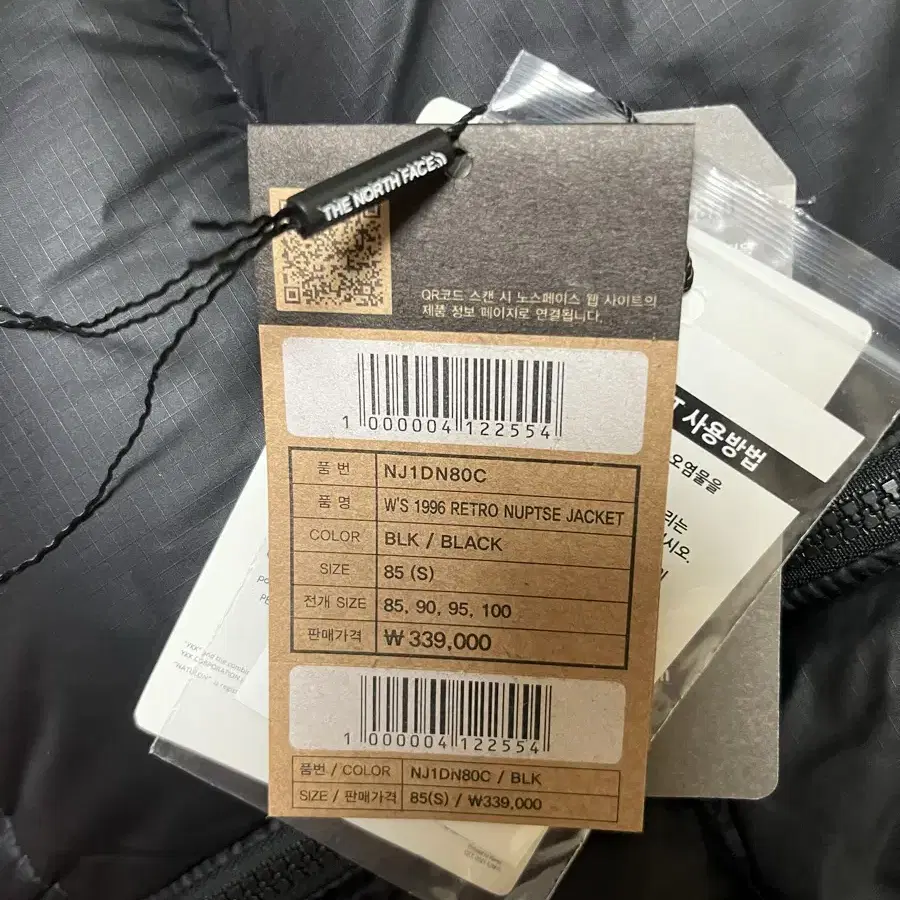 THE NORTH FACE
QR코드 스캔 시 노스페이스 웹 사이트의
제품 정보 페이지로 연결됩니다.
1 000004 122554
품 번 NJ1DN80C
품 명 W'S 1996 RETRO NUPTSE JACKET
COLOR BLK / BLACK
SIZE 85 (S)
전개 SIZE 85, 90, 95, 100
판매가격 ₩ 339,000
1 000004 122554
품번 / COLOR NJ1DN80C / BLK
SIZE / 판매가격 85(S) / ₩339,000
사용방법
오염물을
"YKK" and
YKK CORPORATION